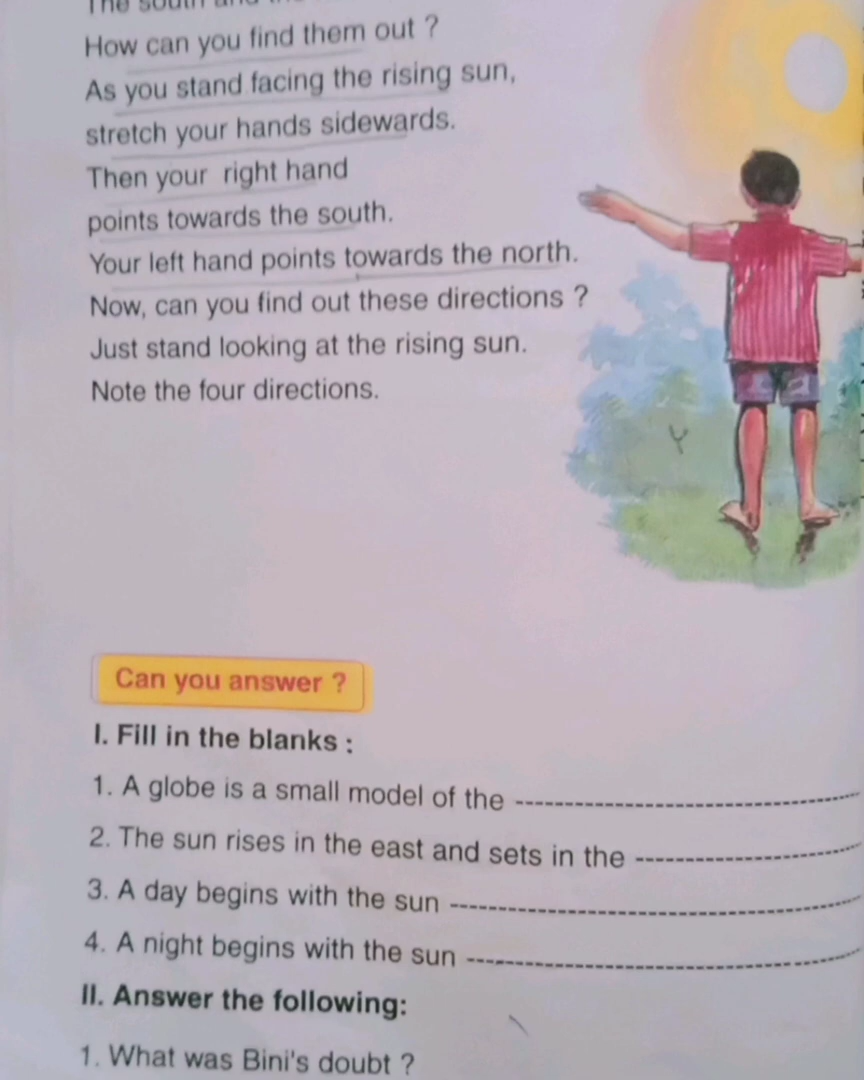 The south and the
How can you find them out ?
As you stand facing the rising sun,
stretch your hands sidewards.
Then your right hand
points towards the south.
Your left hand points towards the north.
Now, can you find out these directions ?
Just stand looking at the rising sun.
Note the four directions.
Can you answer ?
I. Fill in the blanks :
1. A globe is a small model of the --------------------
2. The sun rises in the east and sets in the --------------------
3. A day begins with the sun --------------------
4. A night begins with the sun --------------------
II. Answer the following:
1. What was Bini's doubt ?